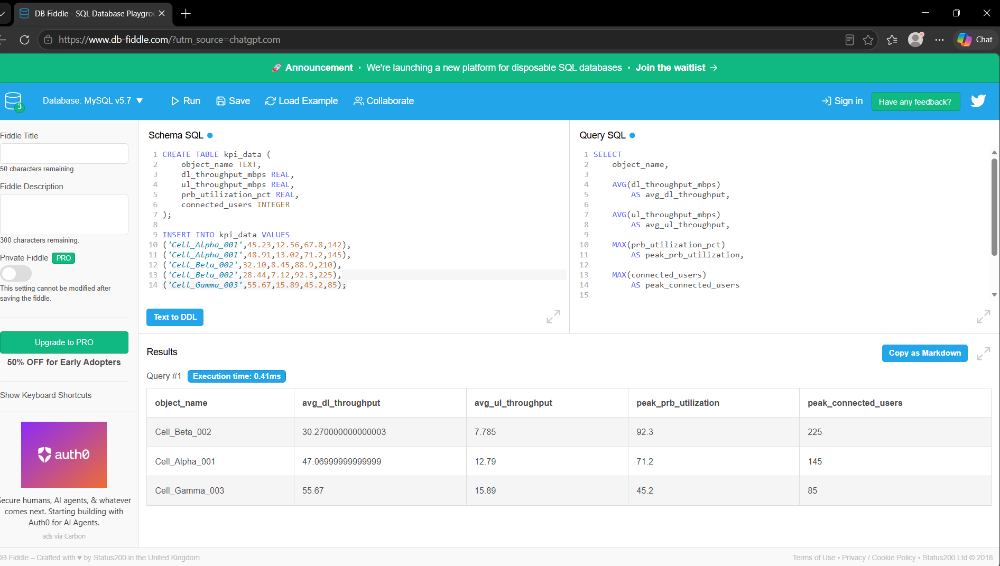 DB Fiddle - SQL Database Playgrou
https://www.db-fiddle.com/?utm_source=chatgpt.com
Chat
🚀 Announcement · We're launching a new platform for disposable SQL databases · Join the waitlist →
3
Database: MySQL v5.7 ▼
Run
Save
Load Example
Collaborate
Sign in
Have any feedback?
Fiddle Title
50 characters remaining.
Fiddle Description
300 characters remaining.
Private Fiddle PRO
This setting cannot be modified after
saving the fiddle.
Upgrade to PRO
50% OFF for Early Adopters
Show Keyboard Shortcuts
auth0
Secure humans, AI agents, & whatever
comes next. Starting building with
Auth0 for AI Agents.
ads via Carbon
Schema SQL
1 CREATE TABLE kpi_data (
2     object_name TEXT,
3     dl_throughput_mbps REAL,
4     ul_throughput_mbps REAL,
5     prb_utilization_pct REAL,
6     connected_users INTEGER
7 );
8
9 INSERT INTO kpi_data VALUES
10 ('Cell_Alpha_001',45.23,12.56,67.8,142),
11 ('Cell_Alpha_001',48.91,13.02,71.2,145),
12 ('Cell_Beta_002',32.10,8.45,88.9,210),
13 ('Cell_Beta_002',28.44,7.12,92.3,225),
14 ('Cell_Gamma_003',55.67,15.89,45.2,85);
Text to DDL
Query SQL
1 SELECT
2     object_name,
3
4     AVG(dl_throughput_mbps)
5         AS avg_dl_throughput,
6
7     AVG(ul_throughput_mbps)
8         AS avg_ul_throughput,
9
10     MAX(prb_utilization_pct)
11         AS peak_prb_utilization,
12
13     MAX(connected_users)
14         AS peak_connected_users
15
Results
Copy as Markdown
Query #1 Execution time: 0.41ms
object_name avg_dl_throughput avg_ul_throughput peak_prb_utilization peak_connected_users
Cell_Beta_002 30.270000000000003 7.785 92.3 225
Cell_Alpha_001 47.06999999999999 12.79 71.2 145
Cell_Gamma_003 55.67 15.89 45.2 85
DB Fiddle – Crafted with ♥ by Status200 in the United Kingdom.
Terms of Use • Privacy / Cookie Policy • Status200 Ltd © 2018